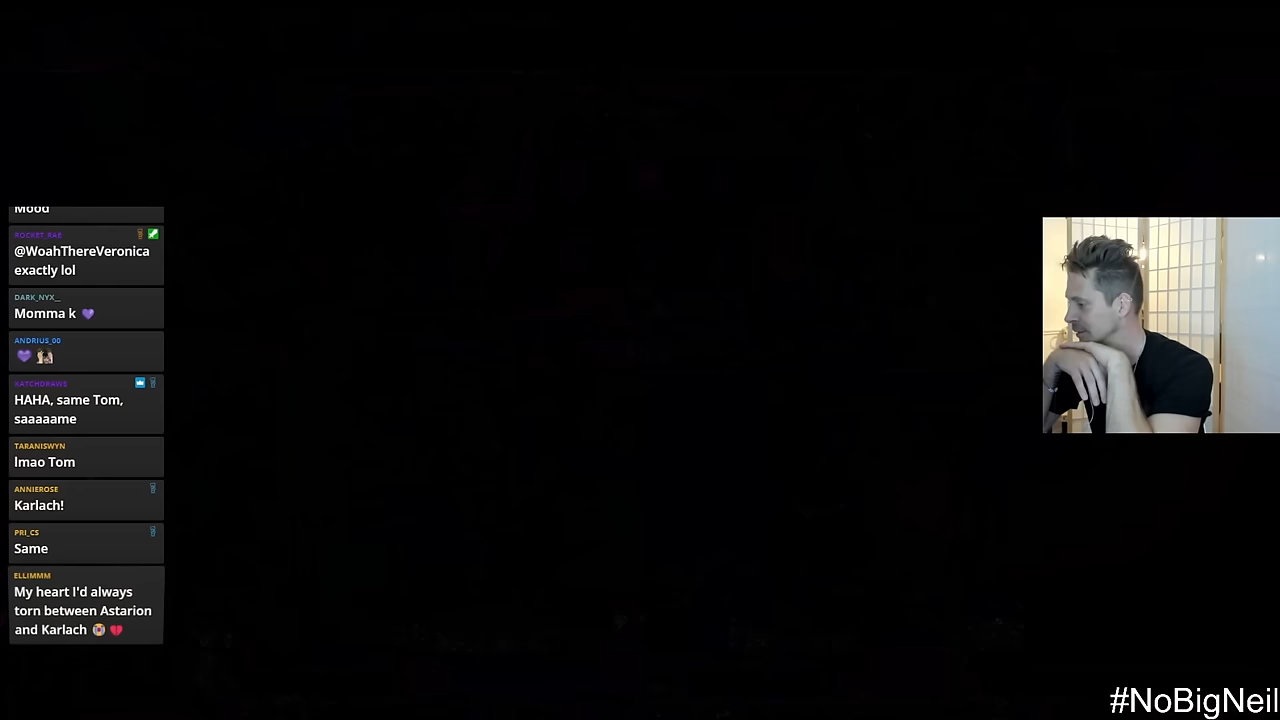 Mood
ROCKET_RAE
@WoahThereVeronica
exactly lol
DARK_NYX__
Momma k 💜
ANDRIUS_00
💜
KATCHDRAWS
HAHA, same Tom,
saaaaame
TARANISWYN
lmao Tom
ANNIEROSE
Karlach!
PRI_CS
Same
ELLIMMM
My heart I'd always
torn between Astarion
and Karlach 😭 💔
#NoBigNeil